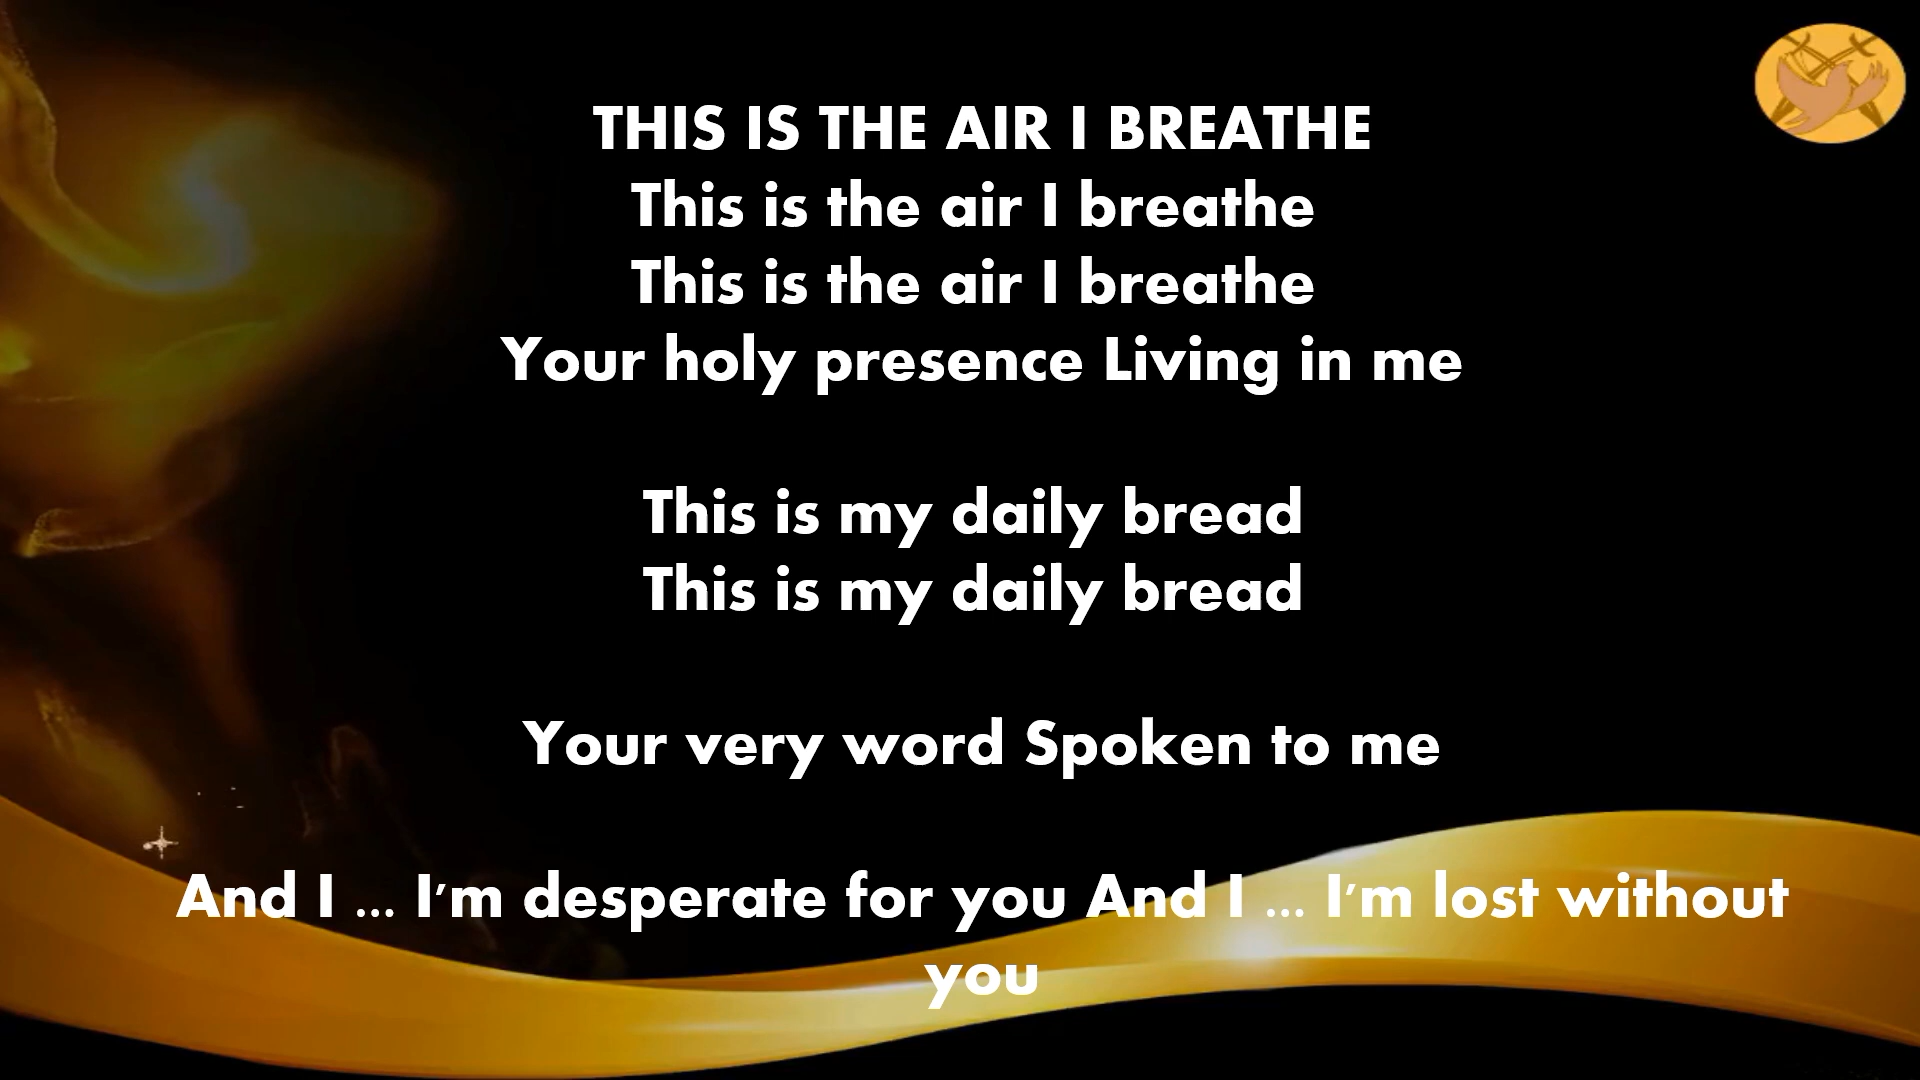 THIS IS THE AIR I BREATHE
This is the air I breathe
This is the air I breathe
Your holy presence Living in me
This is my daily bread
This is my daily bread
Your very word Spoken to me
And I ... I'm desperate for you And I ... I'm lost without
you